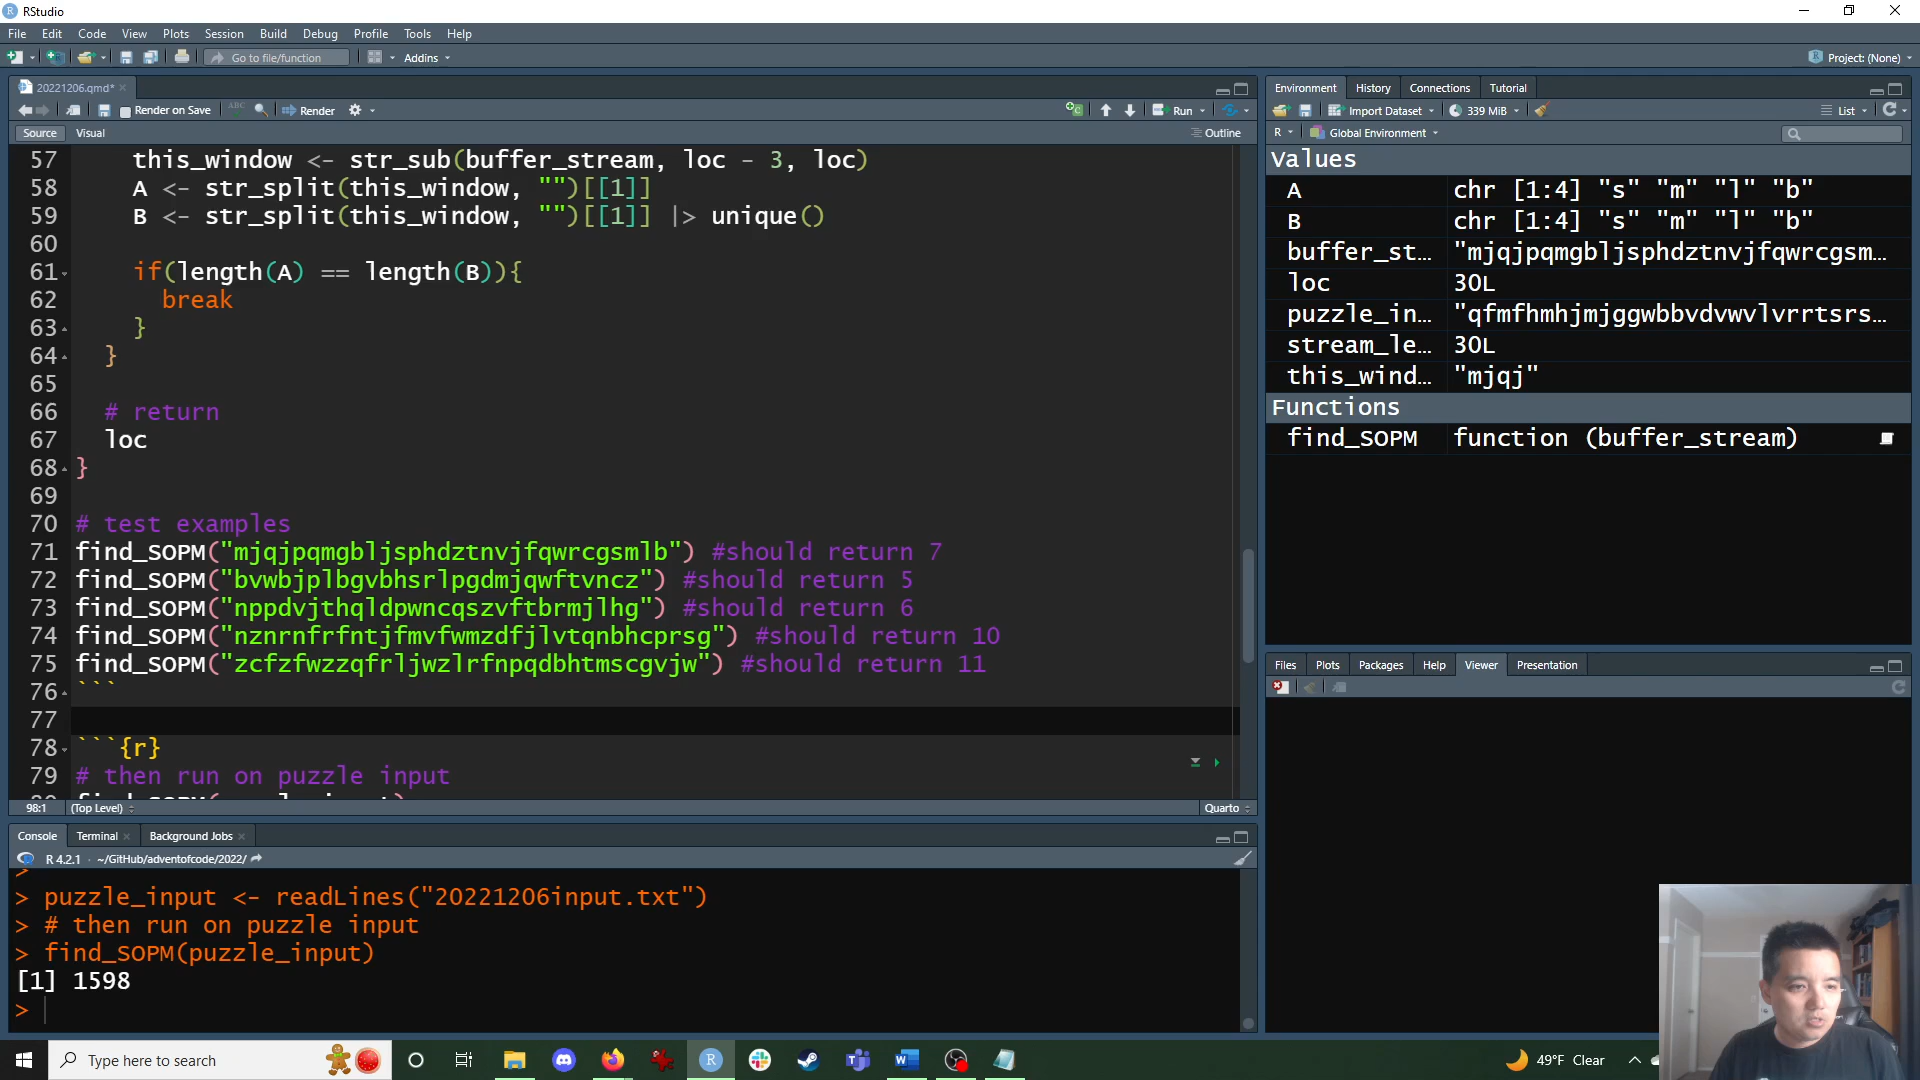 RStudio
File Edit Code View Plots Session Build Debug Profile Tools Help
Go to file/function Addins Project: (None)
20221206.qmd*
Render on Save ABC Render Run
Source Visual Outline
57 this_window <- str_sub(buffer_stream, loc - 3, loc)
58 A <- str_split(this_window, "")[[1]]
59 B <- str_split(this_window, "")[[1]] |> unique()
60
61 if(length(A) == length(B)){
62 break
63 }
64 }
65
66 # return
67 loc
68 }
69
70 # test examples
71 find_SOPM("mjqjpqmgbljsphdztnvjfqwrcgsmlb") #should return 7
72 find_SOPM("bvwbjplbgvbhsrlpgdmjqwftvncz") #should return 5
73 find_SOPM("nppdvjthqldpwncqszvftbrmjlhg") #should return 6
74 find_SOPM("nznrnfrfntjfmvfwmzdfjlvtqnbhcprsg") #should return 10
75 find_SOPM("zcfzfwzzqfrljwzlrfnpqdbhtmscgvjw") #should return 11
76 ```
77
78 ```{r}
79 # then run on puzzle input
98:1 (Top Level) Quarto
Console Terminal Background Jobs
R 4.2.1 · ~/GitHub/adventofcode/2022/
>
> puzzle_input <- readLines("20221206input.txt")
> # then run on puzzle input
> find_SOPM(puzzle_input)
[1] 1598
>
Environment History Connections Tutorial
Import Dataset 339 MiB List
R Global Environment
Values
A chr [1:4] "s" "m" "l" "b"
B chr [1:4] "s" "m" "l" "b"
buffer_st… "mjqjpqmgbljsphdztnvjfqwrcgsm…
loc 30L
puzzle_in… "qfmfhmhjmjggwbbvdvwvlvrrtsrs…
stream_le… 30L
this_wind… "mjqj"
Functions
find_SOPM function (buffer_stream)
Files Plots Packages Help Viewer Presentation
Type here to search
49°F Clear